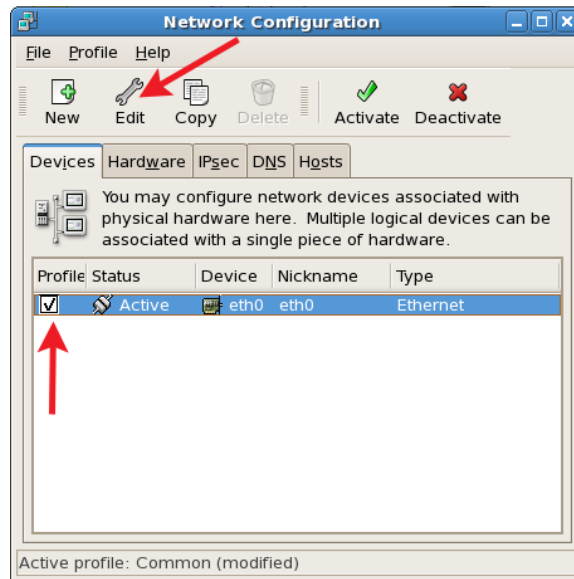 Network Configuration
File Profile Help
New Edit Copy Delete Activate Deactivate
Devices Hardware IPsec DNS Hosts
You may configure network devices associated with
physical hardware here. Multiple logical devices can be
associated with a single piece of hardware.
Profile Status Device Nickname Type
Active eth0 eth0 Ethernet
Active profile: Common (modified)